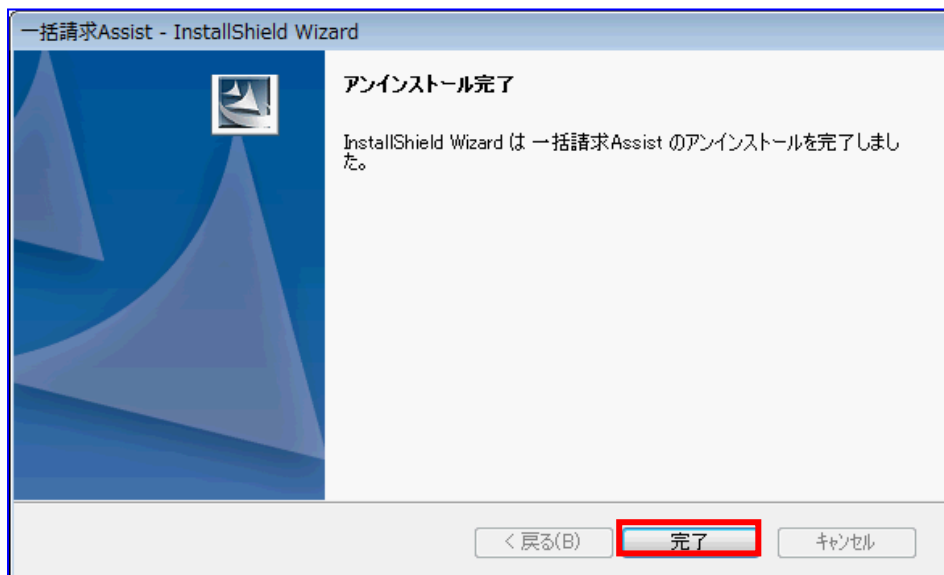 一括請求Assist - InstallShield Wizard
アンインストール完了
InstallShield Wizard は 一括請求Assist のアンインストールを完了しまし
た。
< 戻る(B)
完了
キャンセル